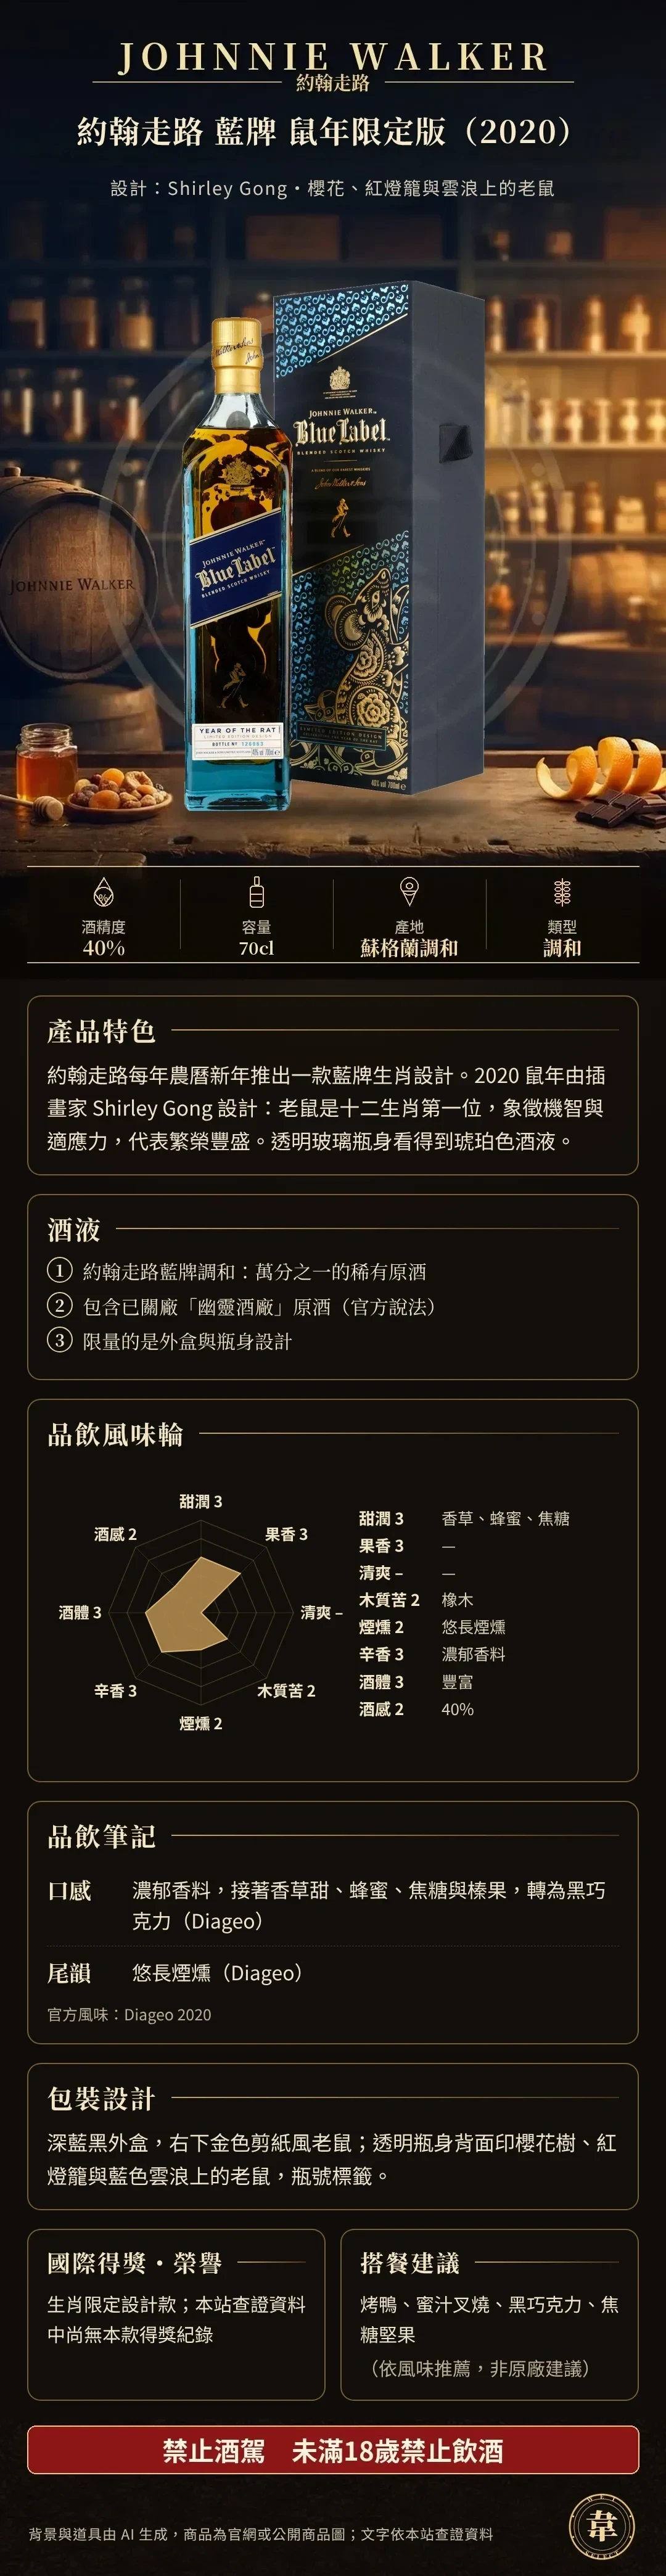 JOHNNIE WALKER
約翰走路
約翰走路 藍牌 鼠年限定版（2020）
設計：Shirley Gong・櫻花、紅燈籠與雲浪上的老鼠
JOHNNIE WALKER
Blue Label
BLENDED SCOTCH WHISKY
John Walker & Sons
JOHNNIE WALKER
Blue Label
BLENDED SCOTCH WHISKY
JOHNNIE WALKER
YEAR OF THE RAT
LIMITED EDITION DESIGN
BOTTLE Nº
LIMITED EDITION DESIGN
40% vol 700ml e
酒精度
40%
容量
70cl
產地
蘇格蘭調和
類型
調和
產品特色
約翰走路每年農曆新年推出一款藍牌生肖設計。2020 鼠年由插
畫家 Shirley Gong 設計：老鼠是十二生肖第一位，象徵機智與
適應力，代表繁榮豐盛。透明玻璃瓶身看得到琥珀色酒液。
酒液
1 約翰走路藍牌調和：萬分之一的稀有原酒
2 包含已關廠「幽靈酒廠」原酒（官方說法）
3 限量的是外盒與瓶身設計
品飲風味輪
甜潤 3
果香 3
清爽 –
木質苦 2
煙燻 2
辛香 3
酒體 3
酒感 2
甜潤 3 香草、蜂蜜、焦糖
果香 3 —
清爽 – —
木質苦 2 橡木
煙燻 2 悠長煙燻
辛香 3 濃郁香料
酒體 3 豐富
酒感 2 40%
品飲筆記
口感 濃郁香料，接著香草甜、蜂蜜、焦糖與榛果，轉為黑巧
克力（Diageo）
尾韻 悠長煙燻（Diageo）
官方風味：Diageo 2020
包裝設計
深藍黑外盒，右下金色剪紙風老鼠；透明瓶身背面印櫻花樹、紅
燈籠與藍色雲浪上的老鼠，瓶號標籤。
國際得獎・榮譽
生肖限定設計款；本站查證資料
中尚無本款得獎紀錄
搭餐建議
烤鴨、蜜汁叉燒、黑巧克力、焦
糖堅果
（依風味推薦，非原廠建議）
禁止酒駕 未滿18歲禁止飲酒
背景與道具由 AI 生成，商品為官網或公開商品圖；文字依本站查證資料
韋